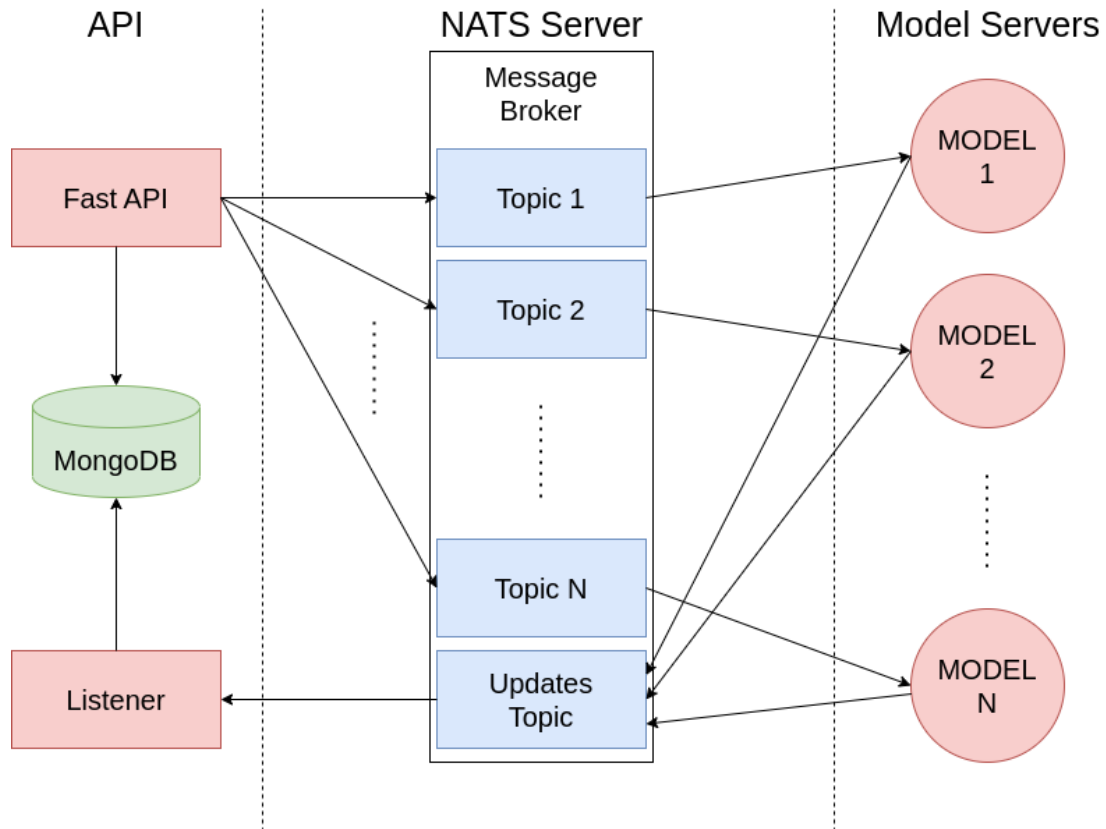 API
NATS Server
Model Servers
Message
Broker
Fast API
Topic 1
MODEL
1
Topic 2
MODEL
2
MongoDB
Topic N
Listener
Updates
Topic
MODEL
N